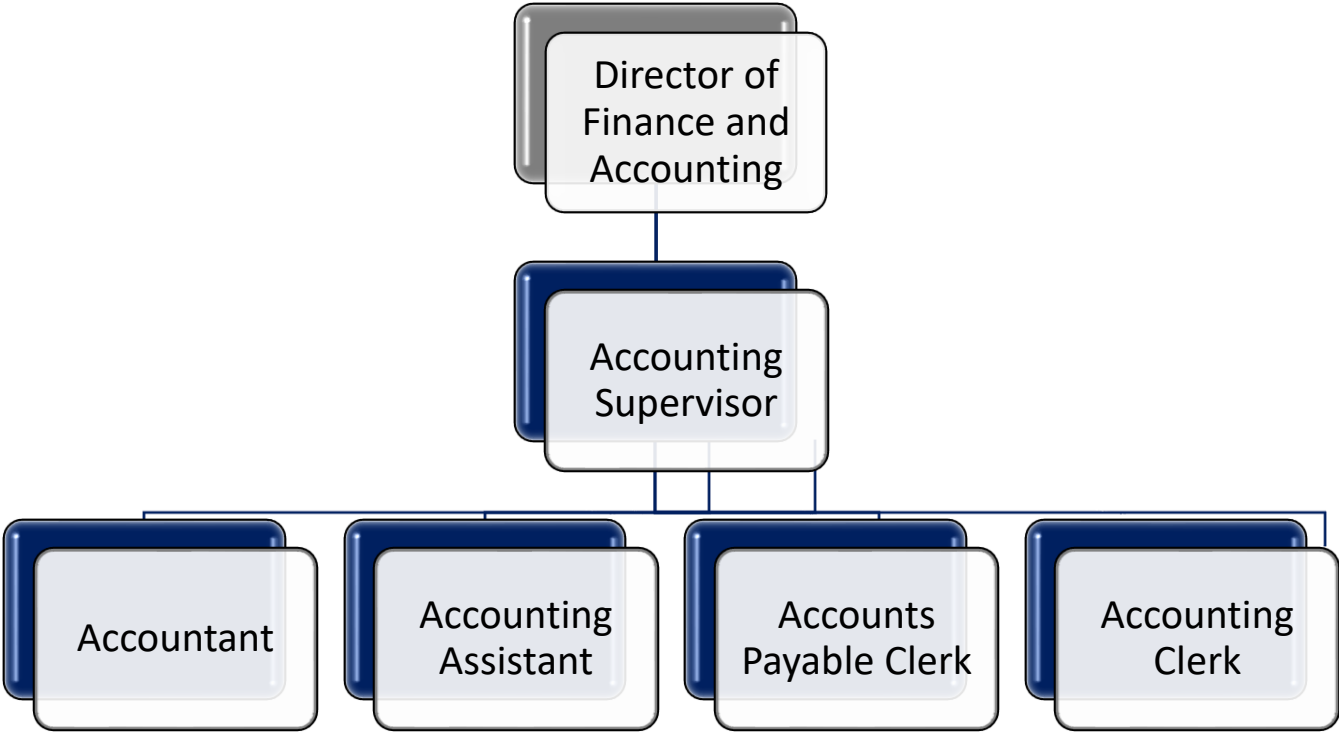 Director of
Finance and
Accounting
Accounting
Supervisor
Accountant
Accounting
Assistant
Accounts
Payable Clerk
Accounting
Clerk